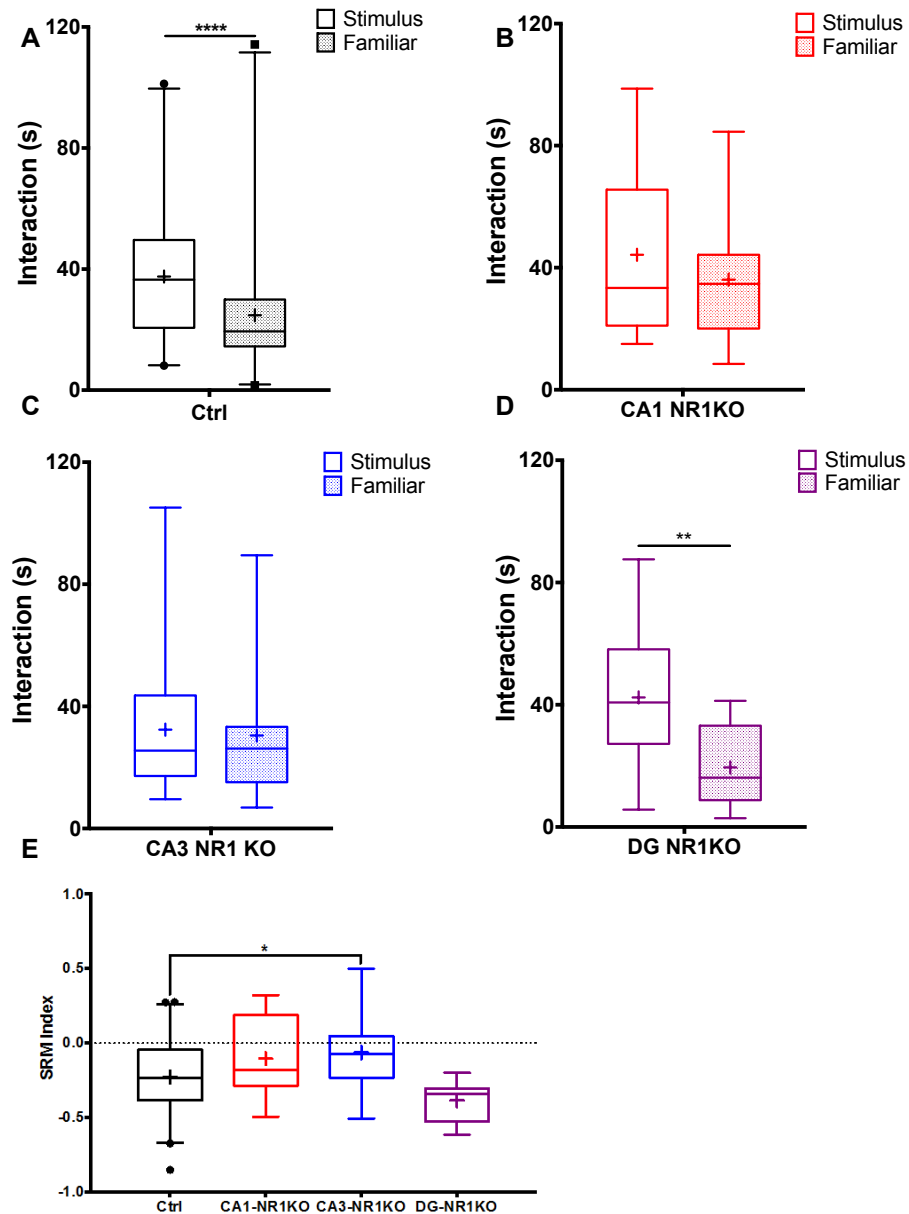 A
120
80
40
0
Interaction (s)
****
Stimulus
Familiar
Ctrl
B
120
80
40
0
Interaction (s)
Stimulus
Familiar
CA1 NR1KO
C
120
80
40
0
Interaction (s)
Stimulus
Familiar
CA3 NR1 KO
D
120
80
40
0
Interaction (s)
**
Stimulus
Familiar
DG NR1KO
E
1.0
0.5
0.0
-0.5
-1.0
SRM Index
*
Ctrl CA1-NR1KO CA3-NR1KO DG-NR1KO